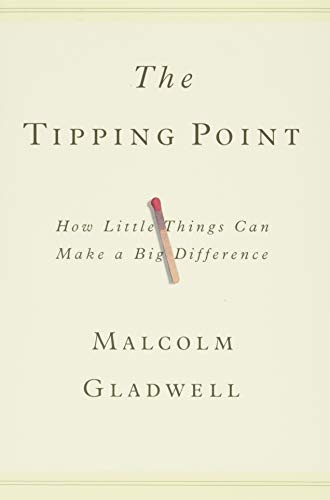 The
TIPPING POINT
How Little Things Can
Make a Big Difference
MALCOLM
GLADWELL